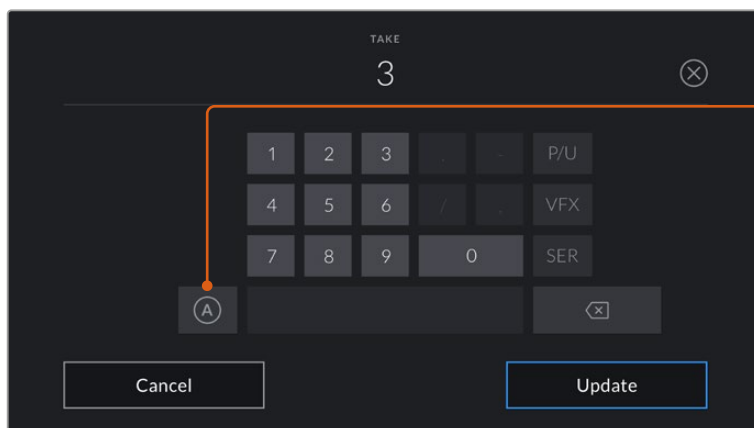 TAKE
3
1 2 3 . - P/U
4 5 6 / , VFX
7 8 9 0 SER
A
Cancel Update